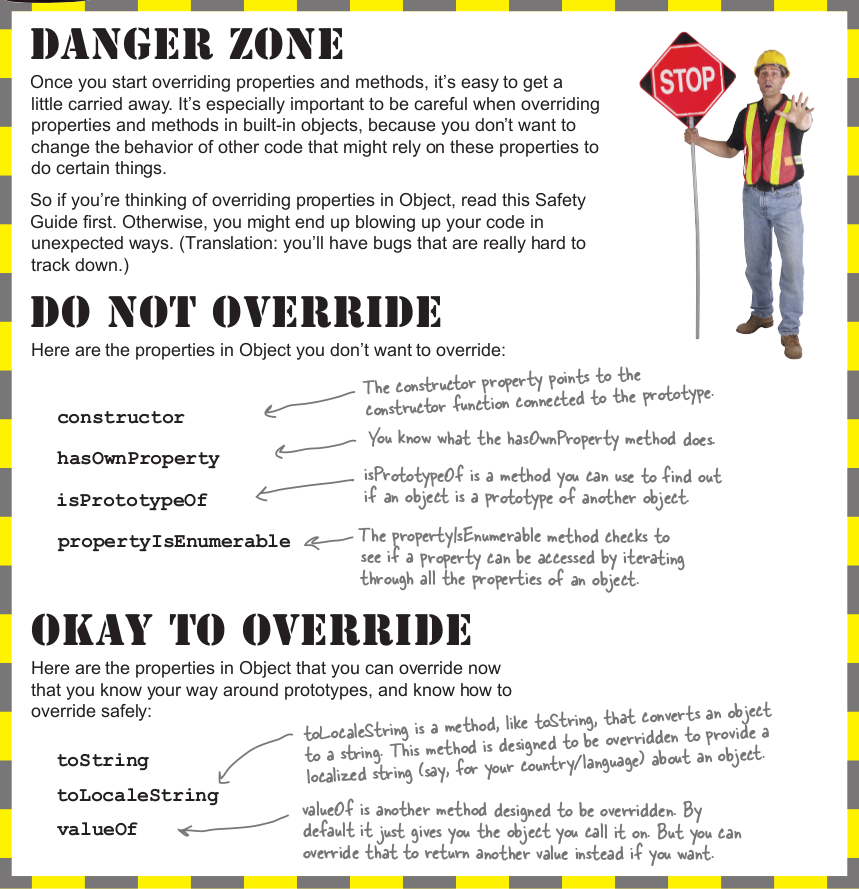 DANGER ZONE
Once you start overriding properties and methods, it's easy to get a
little carried away. It's especially important to be careful when overriding
properties and methods in built-in objects, because you don't want to
change the behavior of other code that might rely on these properties to
do certain things.
So if you're thinking of overriding properties in Object, read this Safety
Guide first. Otherwise, you might end up blowing up your code in
unexpected ways. (Translation: you'll have bugs that are really hard to
track down.)
STOP
DO NOT OVERRIDE
Here are the properties in Object you don't want to override:
constructor
The constructor property points to the
constructor function connected to the prototype.
hasOwnProperty
You know what the hasOwnProperty method does.
isPrototypeOf
isPrototypeOf is a method you can use to find out
if an object is a prototype of another object.
propertyIsEnumerable
The propertyIsEnumerable method checks to
see if a property can be accessed by iterating
through all the properties of an object.
OKAY TO OVERRIDE
Here are the properties in Object that you can override now
that you know your way around prototypes, and know how to
override safely:
toString
toLocaleString
toLocaleString is a method, like toString, that converts an object
to a string. This method is designed to be overridden to provide a
localized string (say, for your country/language) about an object.
valueOf
valueOf is another method designed to be overridden. By
default it just gives you the object you call it on. But you can
override that to return another value instead if you want.